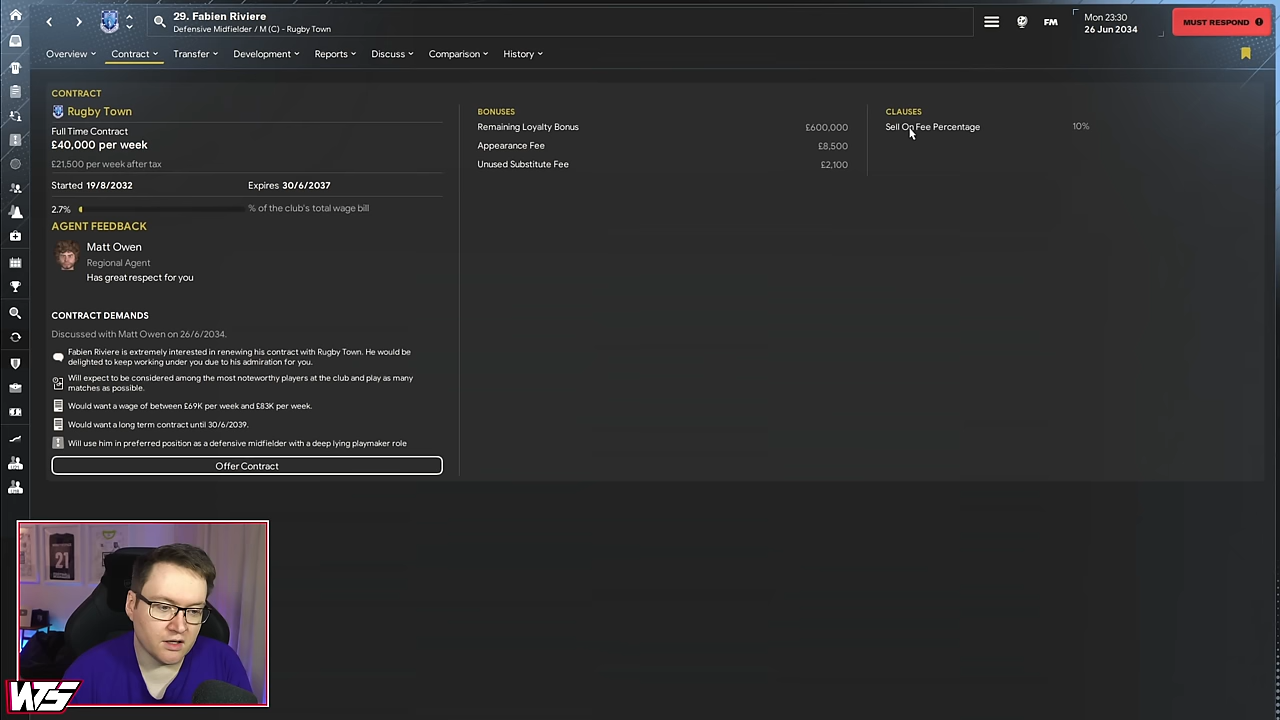 29. Fabien Riviere
Defensive Midfielder / M (C) - Rugby Town
FM
Mon 23:30
26 Jun 2034
MUST RESPOND
Overview
Contract
Transfer
Development
Reports
Discuss
Comparison
History
CONTRACT
Rugby Town
Full Time Contract
£40,000 per week
£21,500 per week after tax
Started 19/8/2032
Expires 30/6/2037
2.7%
% of the club's total wage bill
AGENT FEEDBACK
Matt Owen
Regional Agent
Has great respect for you
CONTRACT DEMANDS
Discussed with Matt Owen on 26/6/2034.
Fabien Riviere is extremely interested in renewing his contract with Rugby Town. He would be
delighted to keep working under you due to his admiration for you.
Will expect to be considered among the most noteworthy players at the club and play as many
matches as possible.
Would want a wage of between £69K per week and £83K per week.
Would want a long term contract until 30/6/2039.
Will use him in preferred position as a defensive midfielder with a deep lying playmaker role
Offer Contract
BONUSES
Remaining Loyalty Bonus £600,000
Appearance Fee £8,500
Unused Substitute Fee £2,100
CLAUSES
Sell On Fee Percentage 10%
21
WTS